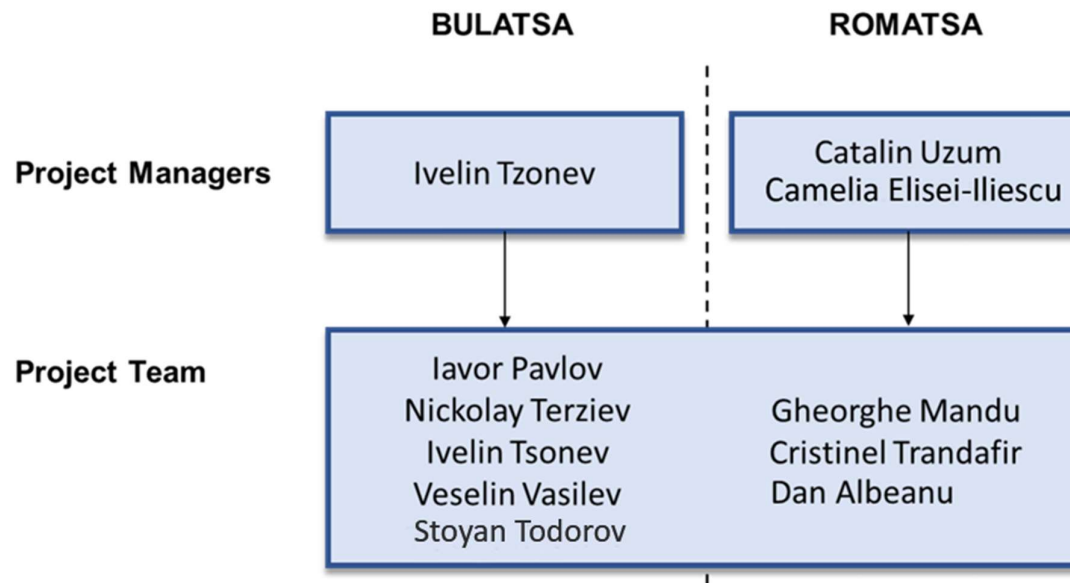 BULATSA
ROMATSA
Project Managers
Ivelin Tzonev
Catalin Uzum
Camelia Elisei-Iliescu
Project Team
Iavor Pavlov
Nickolay Terziev
Ivelin Tsonev
Veselin Vasilev
Stoyan Todorov
Gheorghe Mandu
Cristinel Trandafir
Dan Albeanu